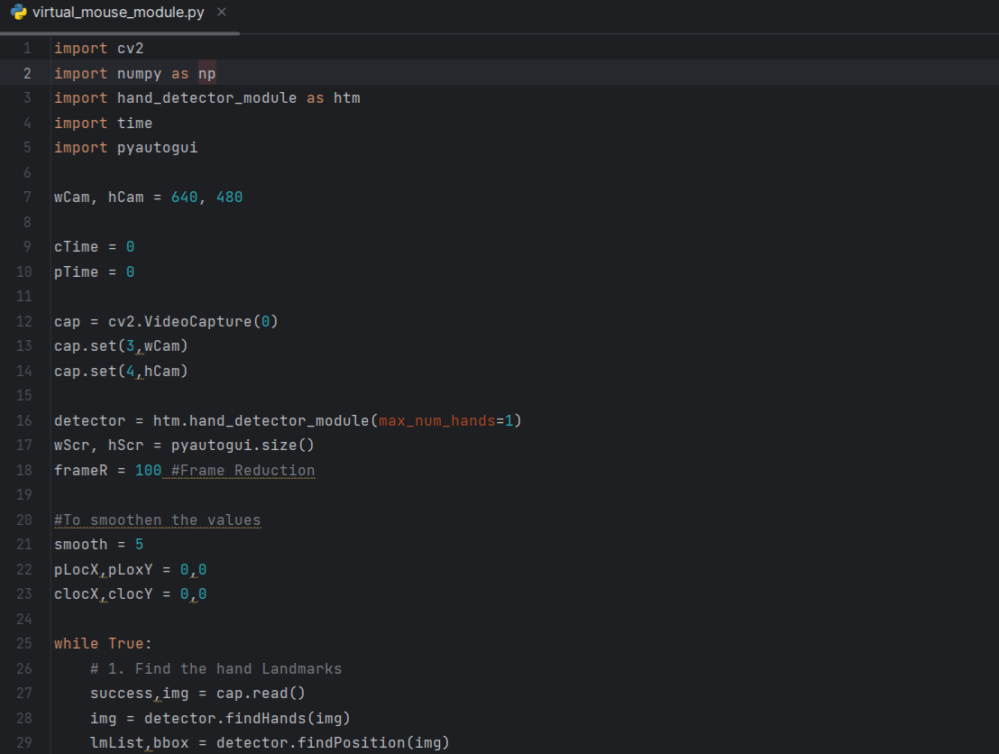 virtual_mouse_module.py ×
1 import cv2
2 import numpy as np
3 import hand_detector_module as htm
4 import time
5 import pyautogui
6
7 wCam, hCam = 640, 480
8
9 cTime = 0
10 pTime = 0
11
12 cap = cv2.VideoCapture(0)
13 cap.set(3,wCam)
14 cap.set(4,hCam)
15
16 detector = htm.hand_detector_module(max_num_hands=1)
17 wScr, hScr = pyautogui.size()
18 frameR = 100 #Frame Reduction
19
20 #To smoothen the values
21 smooth = 5
22 pLocX,pLoxY = 0,0
23 clocX,clocY = 0,0
24
25 while True:
26     # 1. Find the hand Landmarks
27     success,img = cap.read()
28     img = detector.findHands(img)
29     lmList,bbox = detector.findPosition(img)